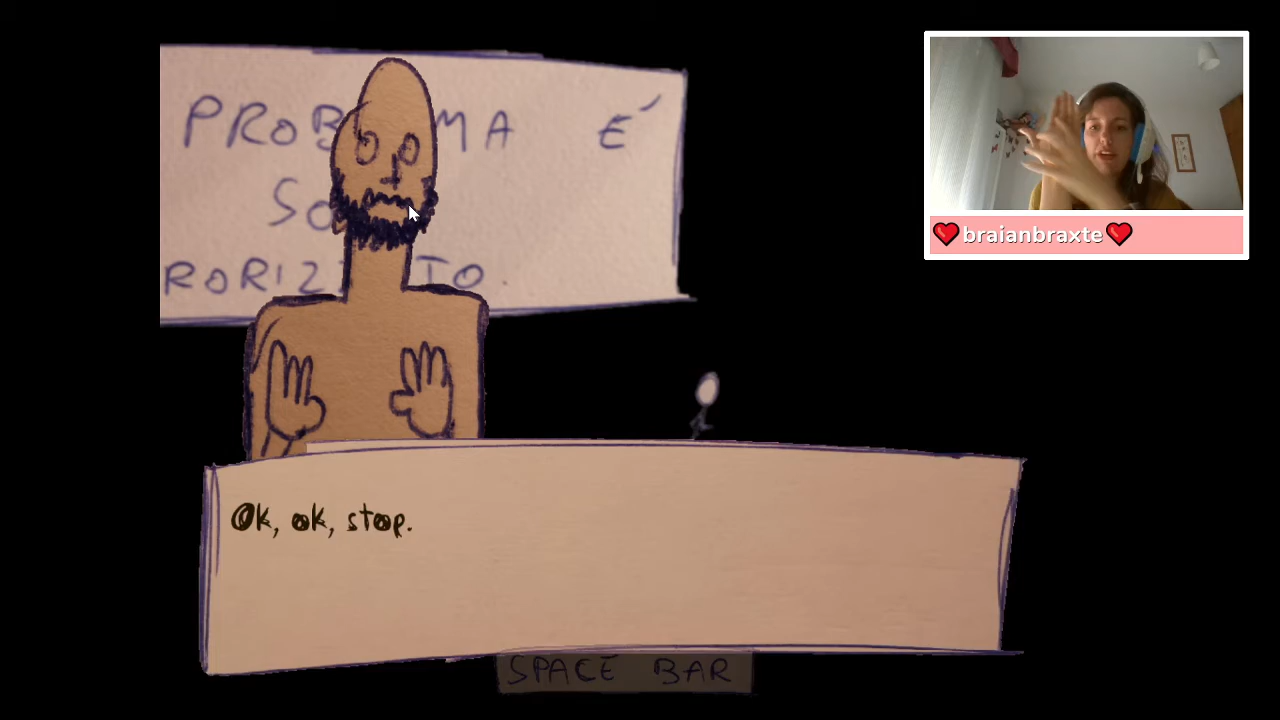 PROB MA É
SO
RORIZ TO.
❤️braianbraxte❤️
Ok, ok, stop.
SPACE BAR